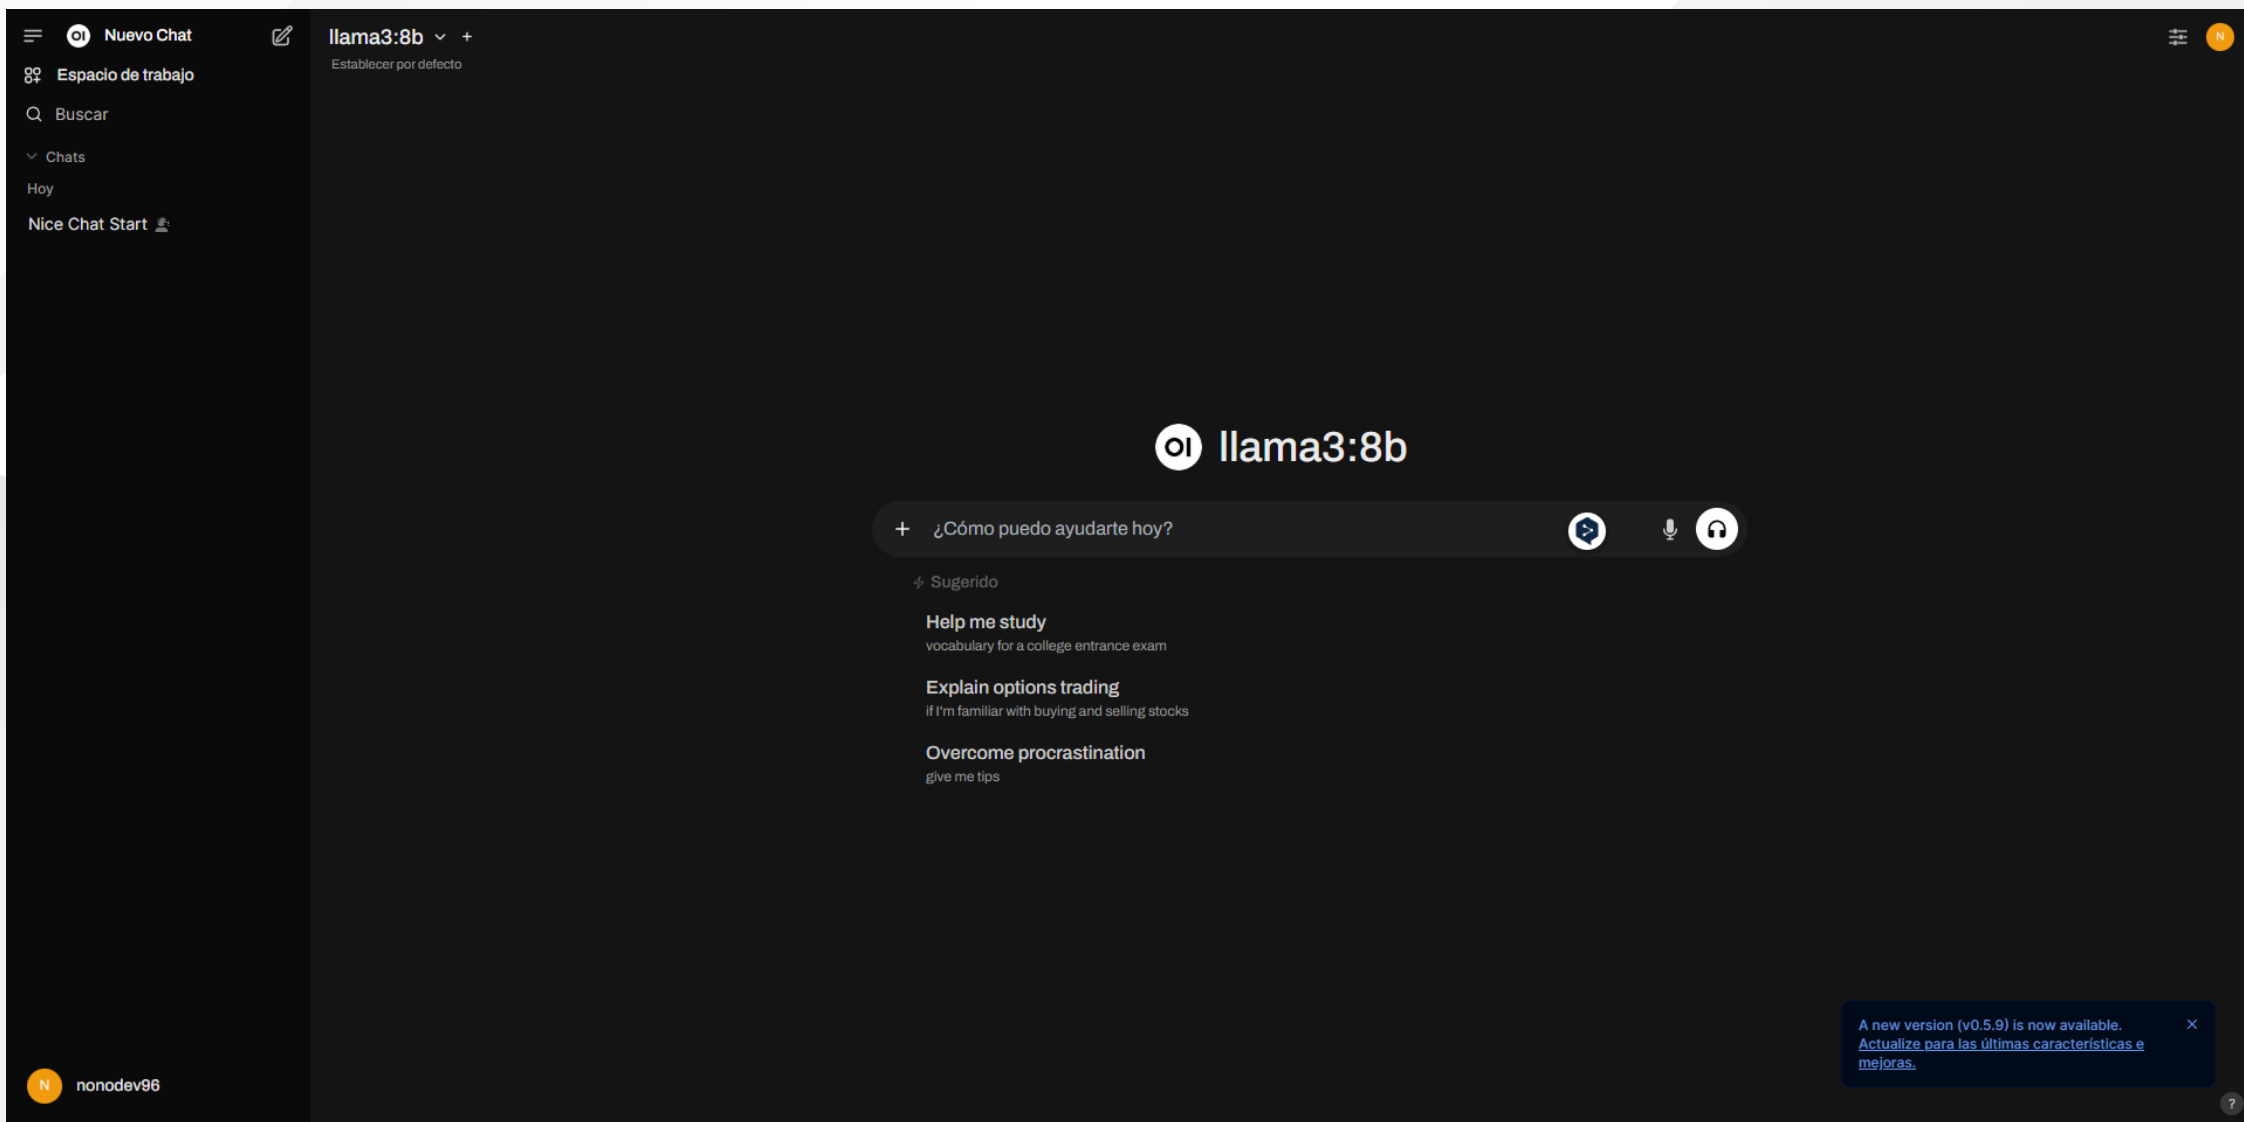 OI Nuevo Chat
Espacio de trabajo
Buscar
Chats
Hoy
Nice Chat Start
N nonodev96
llama3:8b
Establecer por defecto
N
OI llama3:8b
¿Cómo puedo ayudarte hoy?
Sugerido
Help me study
vocabulary for a college entrance exam
Explain options trading
if I'm familiar with buying and selling stocks
Overcome procrastination
give me tips
A new version (v0.5.9) is now available.
Actualize para las últimas características e
mejoras.
?